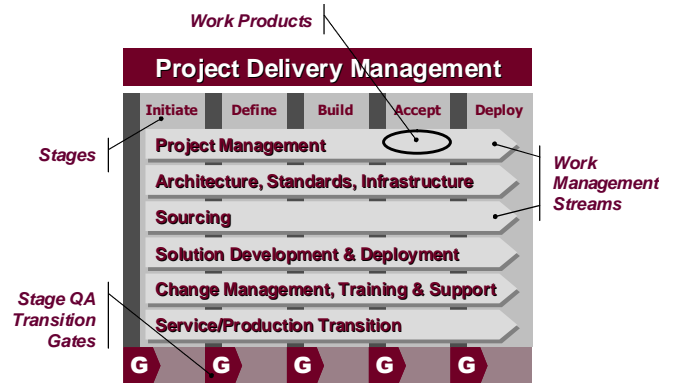 Work Products
Project Delivery Management
Initiate Define Build Accept Deploy
Stages
Project Management
Work
Management
Streams
Architecture, Standards, Infrastructure
Sourcing
Solution Development & Deployment
Change Management, Training & Support
Stage QA
Transition
Gates
Service/Production Transition
G G G G G